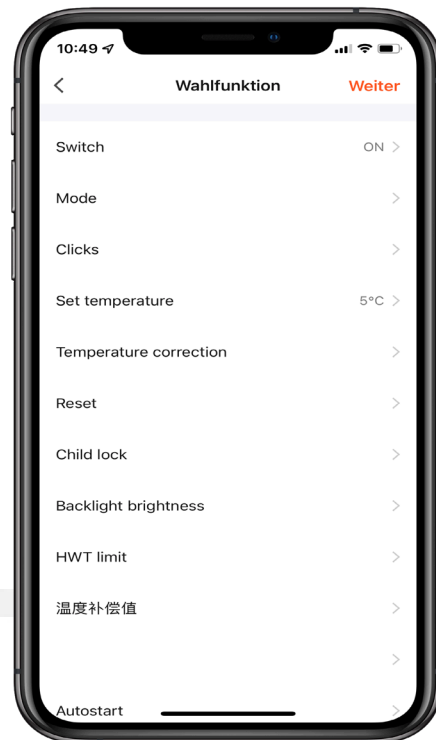 10:49
Wahlfunktion
Weiter
Switch
ON
Mode
Clicks
Set temperature
5°C
Temperature correction
Reset
Child lock
Backlight brightness
HWT limit
温度补偿值
Autostart